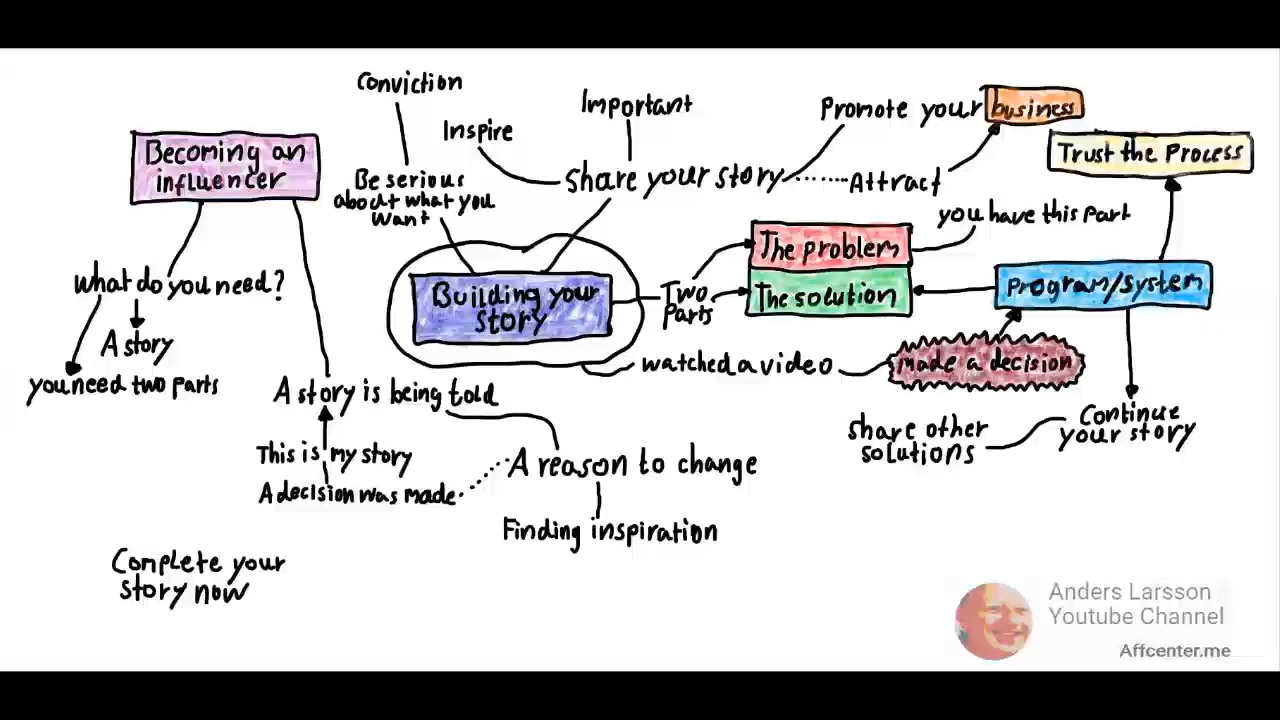 Conviction
Important
Inspire
Promote your business
Becoming an
influencer
Trust the Process
Be serious
about what you
want
share your story
Attract
you have this part
The problem
what do you need?
Building your
story
Two
Parts
The solution
Program/system
A story
you need two parts
watched a video
made a decision
A story is being told
share other
solutions
Continue
your story
This is my story
A decision was made
A reason to change
Finding inspiration
Complete your
story now
Anders Larsson
Youtube Channel
Affcenter.me